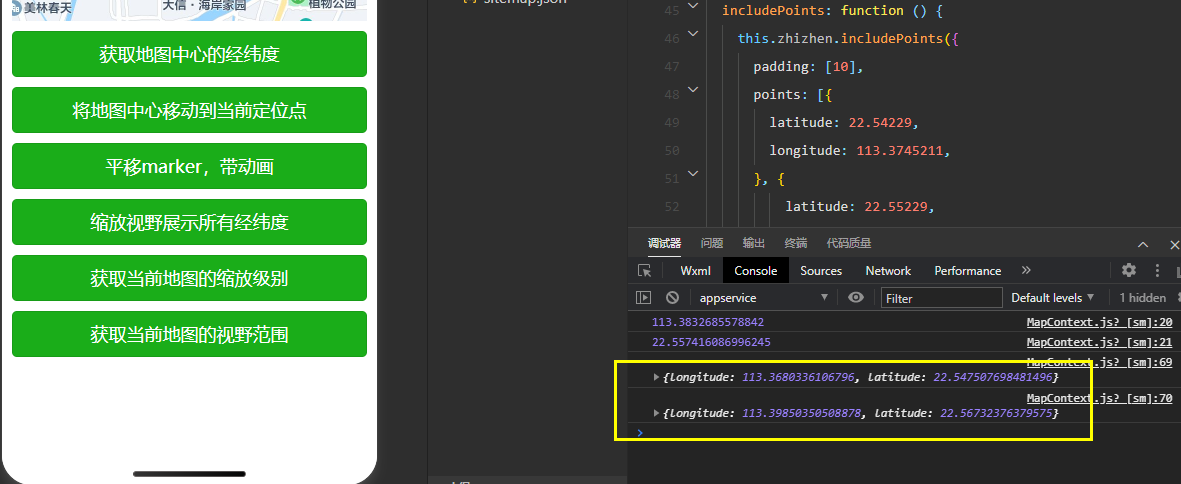 美林春天
大信·海岸家园
植物公园
获取地图中心的经纬度
将地图中心移动到当前定位点
平移marker，带动画
缩放视野展示所有经纬度
获取当前地图的缩放级别
获取当前地图的视野范围
sitemap.json
45 includePoints: function () {
46 this.zhizhen.includePoints({
47 padding: [10],
48 points: [{
49 latitude: 22.54229,
50 longitude: 113.3745211,
51 }, {
52 latitude: 22.55229,
调试器 问题 输出 终端 代码质量
Wxml Console Sources Network Performance »
appservice Filter Default levels 1 hidden
113.3832685578842 MapContext.js? [sm]:20
22.557416086996245 MapContext.js? [sm]:21
MapContext.js? [sm]:69
{longitude: 113.3680336106796, latitude: 22.547507698481496}
MapContext.js? [sm]:70
{longitude: 113.39850350508878, latitude: 22.56732376379575}